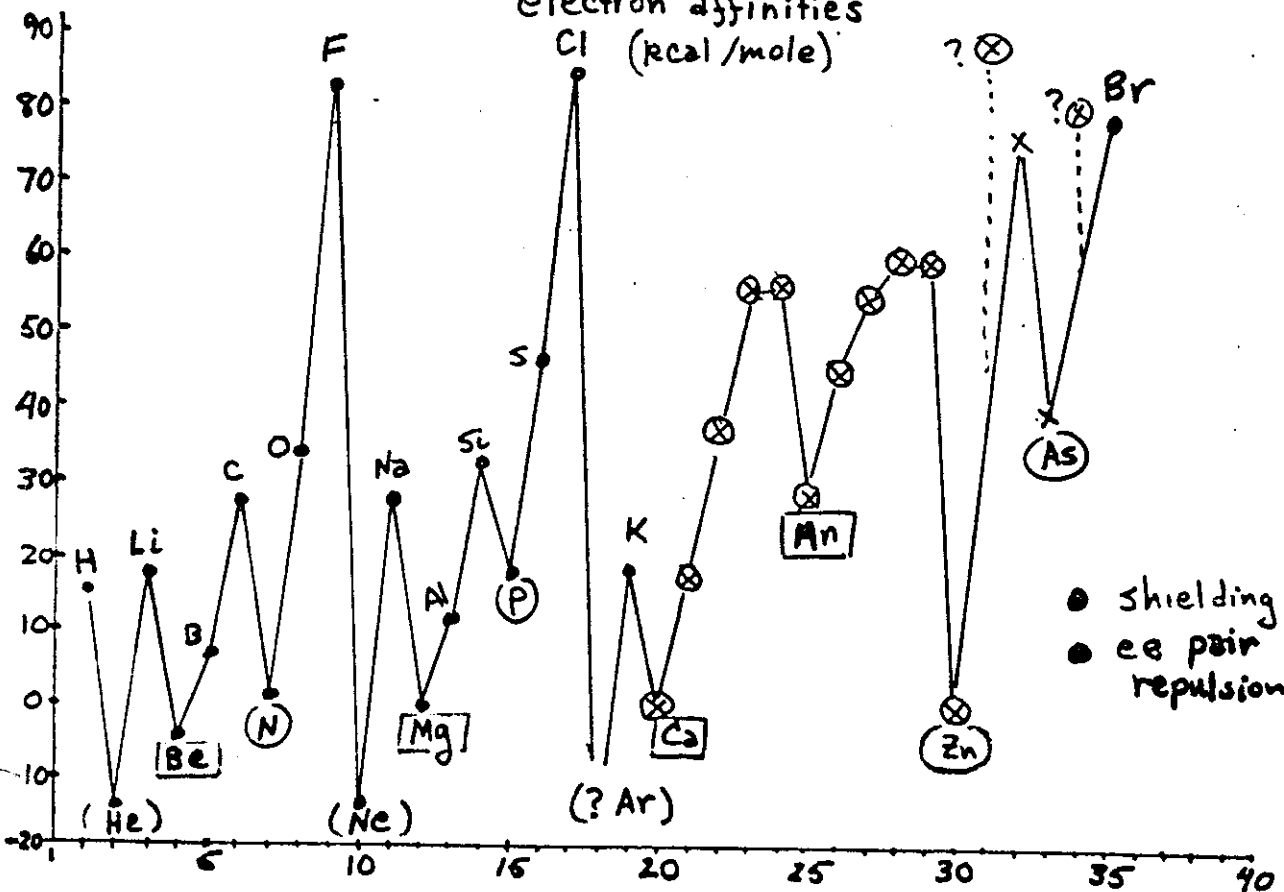 electron affinities
(kcal/mole)
90
80
70
60
50
40
30
20
10
0
-10
-20
H
(He)
Li
[Be]
B
C
N
O
F
(Ne)
Na
[Mg]
Al
Si
P
S
Cl
(? Ar)
K
Ca
Mn
Zn
?
As
?
Br
shielding
ee pair
repulsion
1 5 10 15 20 25 30 35 40